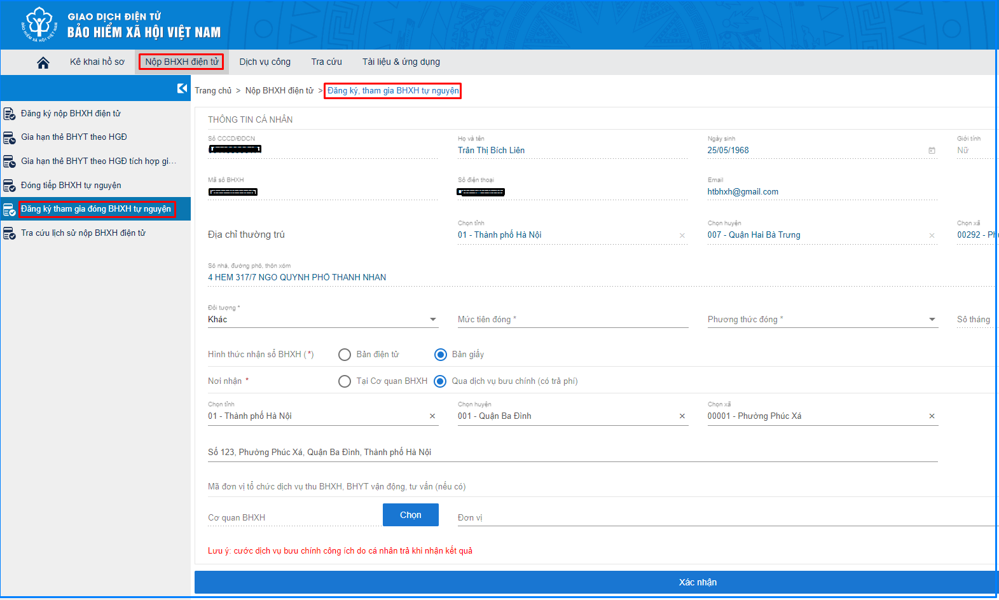 GIAO DỊCH ĐIỆN TỬ
BẢO HIỂM XÃ HỘI VIỆT NAM
BẢO HIỂM XÃ HỘI VIỆT NAM
Kê khai hồ sơ
Nộp BHXH điện tử
Dịch vụ công
Tra cứu
Tài liệu & ứng dụng
Trang chủ > Nộp BHXH điện tử > Đăng ký, tham gia BHXH tự nguyện
Đăng ký nộp BHXH điện tử
Gia hạn thẻ BHYT theo HGĐ
Gia hạn thẻ BHYT theo HGĐ tích hợp gi...
Đóng tiếp BHXH tự nguyện
Đăng ký tham gia đóng BHXH tự nguyện
Tra cứu lịch sử nộp BHXH điện tử
THÔNG TIN CÁ NHÂN
Số CCCD/ĐDCN
Họ và tên
Trần Thị Bích Liên
Ngày sinh
25/05/1968
Giới tính
Nữ
Mã số BHXH
Số điện thoại
Email
htbhxh@gmail.com
Địa chỉ thường trú
Chọn tỉnh
01 - Thành phố Hà Nội
Chọn huyện
007 - Quận Hai Bà Trưng
Chọn xã
00292 - Ph
Số nhà, đường phố, thôn xóm
4 HEM 317/7 NGO QUYNH PHỐ THANH NHAN
Đối tượng *
Khác
Mức tiền đóng *
Phương thức đóng *
Số tháng
Hình thức nhận sổ BHXH (*)
Bản điện tử
Bản giấy
Nơi nhận *
Tại Cơ quan BHXH
Qua dịch vụ bưu chính (có trả phí)
Chọn tỉnh
01 - Thành phố Hà Nội
Chọn huyện
001 - Quận Ba Đình
Chọn xã
00001 - Phường Phúc Xá
Số 123, Phường Phúc Xá, Quận Ba Đình, Thành phố Hà Nội
Mã đơn vị tổ chức dịch vụ thu BHXH, BHYT vận động, tư vấn (nếu có)
Cơ quan BHXH
Chọn
Đơn vị
Lưu ý: cước dịch vụ bưu chính công ích do cá nhân trả khi nhận kết quả
Xác nhận